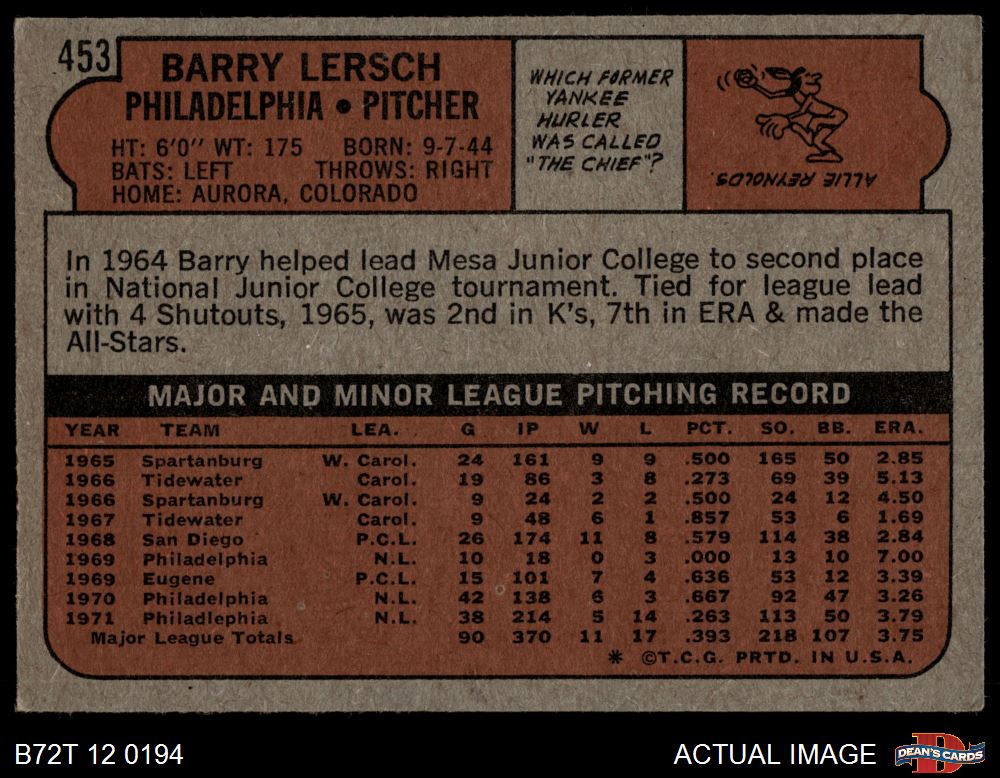 453
BARRY LERSCH
PHILADELPHIA • PITCHER
HT: 6'0" WT: 175 BORN: 9-7-44
BATS: LEFT THROWS: RIGHT
HOME: AURORA, COLORADO
WHICH FORMER
YANKEE
HURLER
WAS CALLED
"THE CHIEF"?
ALLIE REYNOLDS.
In 1964 Barry helped lead Mesa Junior College to second place
in National Junior College tournament. Tied for league lead
with 4 Shutouts, 1965, was 2nd in K's, 7th in ERA & made the
All-Stars.
MAJOR AND MINOR LEAGUE PITCHING RECORD
YEAR TEAM LEA. G IP W L PCT. SO. BB. ERA.
1965 Spartanburg W. Carol. 24 161 9 9 .500 165 50 2.85
1966 Tidewater Carol. 19 86 3 8 .273 69 39 5.13
1966 Spartanburg W. Carol. 9 24 2 2 .500 24 12 4.50
1967 Tidewater Carol. 9 48 6 1 .857 53 6 1.69
1968 San Diego P.C.L. 26 174 11 8 .579 114 38 2.84
1969 Philadelphia N.L. 10 18 0 3 .000 13 10 7.00
1969 Eugene P.C.L. 15 101 7 4 .636 53 12 3.39
1970 Philadelphia N.L. 42 138 6 3 .667 92 47 3.26
1971 Philadlephia N.L. 38 214 5 14 .263 113 50 3.79
Major League Totals 90 370 11 17 .393 218 107 3.75
* ©T.C.G. PRTD. IN U.S.A.
B72T 12 0194
ACTUAL IMAGE
D
DEAN'S CARDS